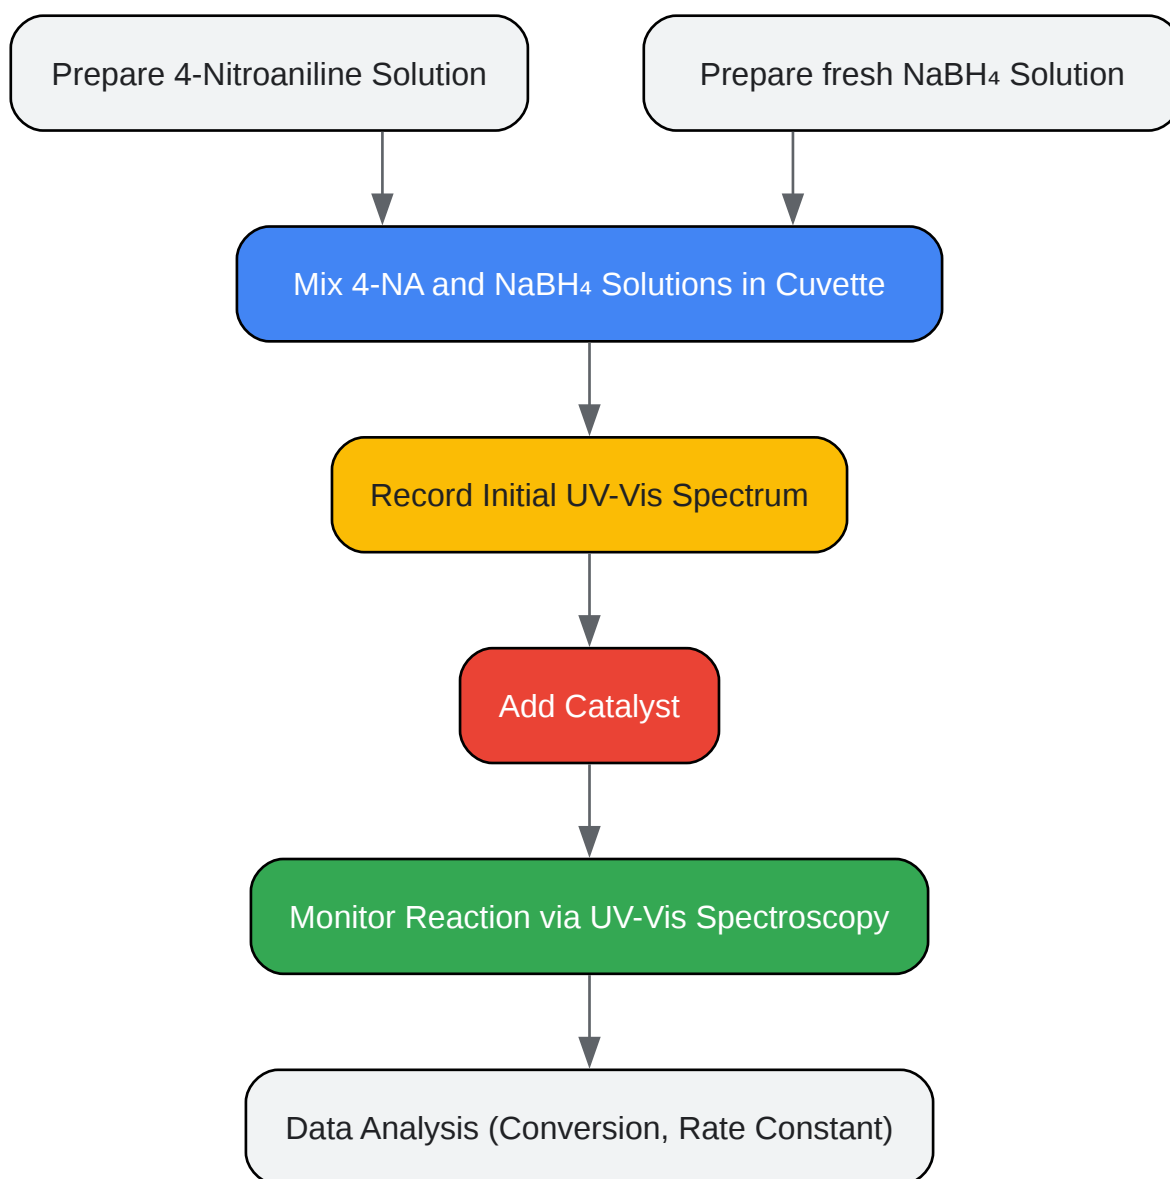 Prepare 4-Nitroaniline Solution
Prepare fresh NaBH₄ Solution
Mix 4-NA and NaBH₄ Solutions in Cuvette
Record Initial UV-Vis Spectrum
Add Catalyst
Monitor Reaction via UV-Vis Spectroscopy
Data Analysis (Conversion, Rate Constant)